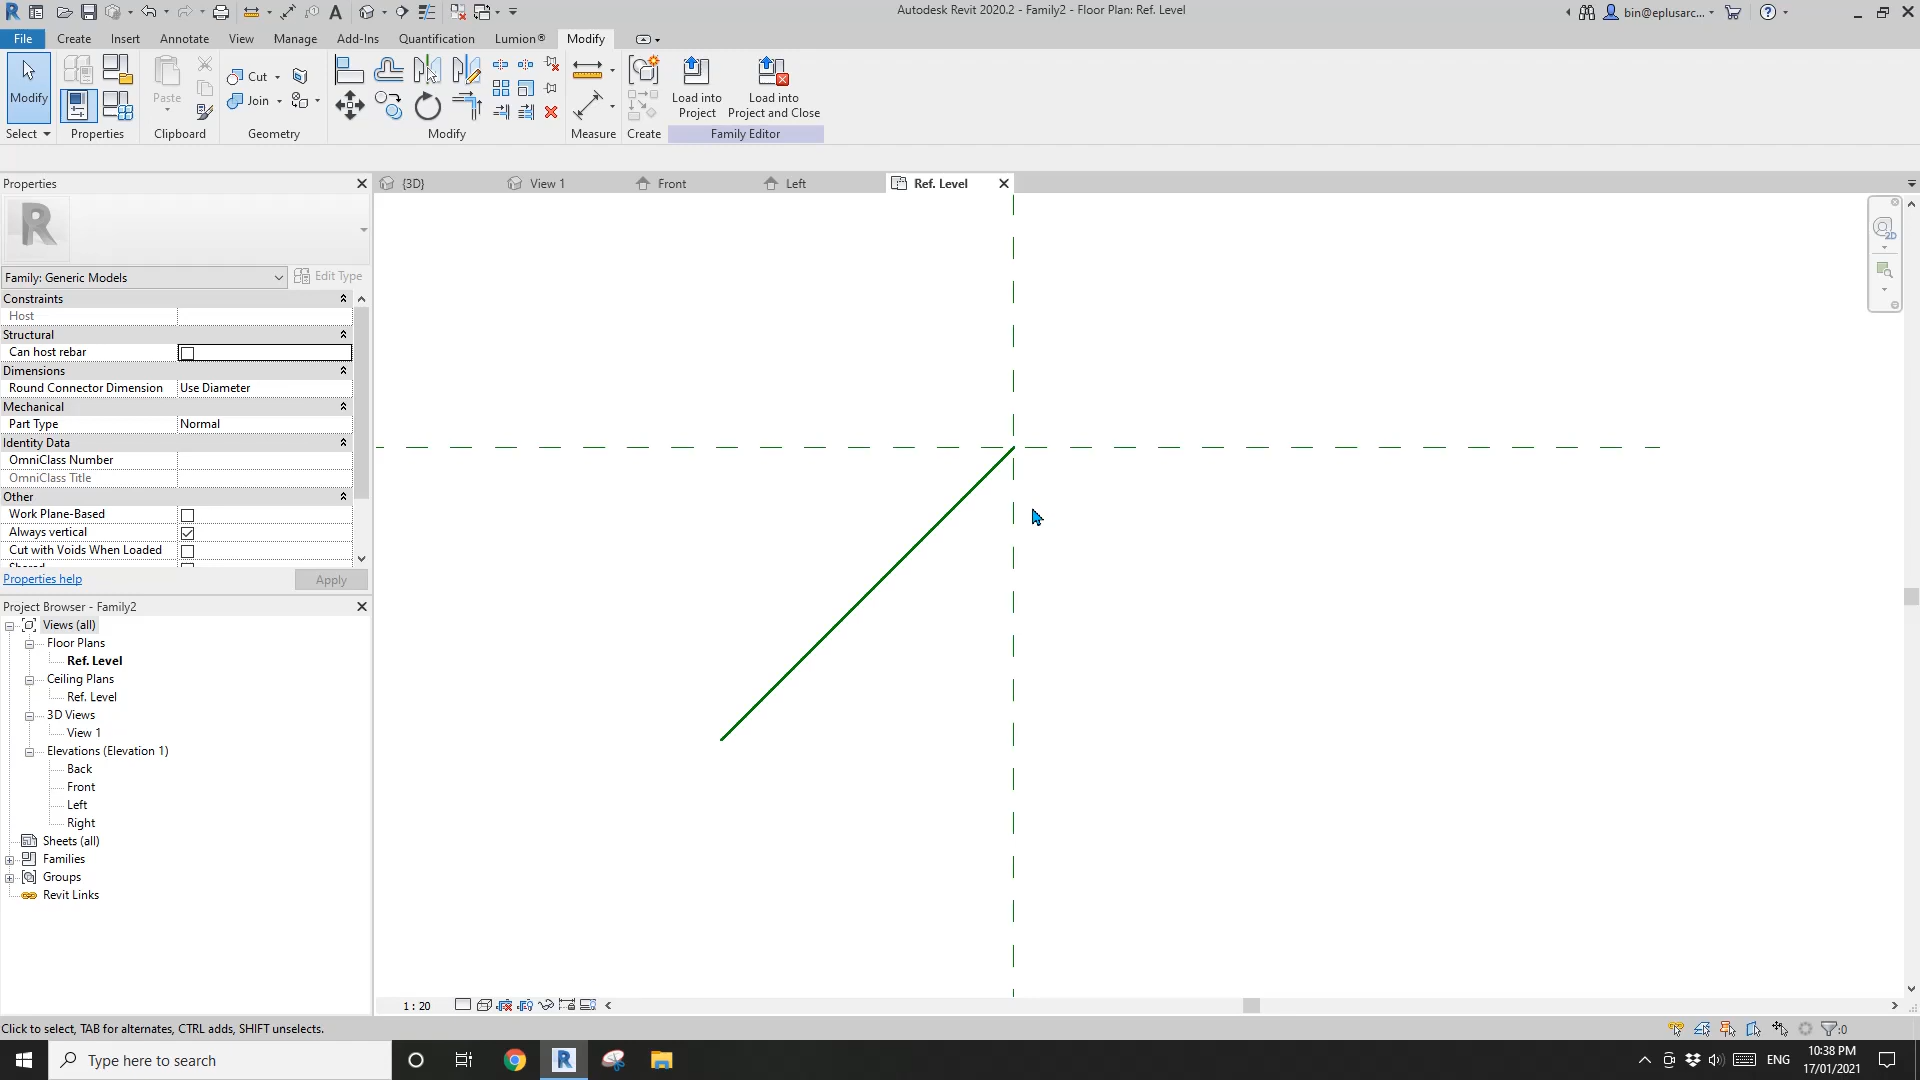 Autodesk Revit 2020.2 - Family2 - Floor Plan: Ref. Level
bin@eplusarc...
File Create Insert Annotate View Manage Add-Ins Quantification Lumion® Modify
Modify
Paste
Cut
Join
Load into Project
Load into Project and Close
Select Properties Clipboard Geometry Modify Measure Create Family Editor
Properties
{3D} View 1 Front Left Ref. Level
2D
Family: Generic Models
Edit Type
Constraints
Host
Structural
Can host rebar
Dimensions
Round Connector Dimension Use Diameter
Mechanical
Part Type Normal
Identity Data
OmniClass Number
OmniClass Title
Other
Work Plane-Based
Always vertical
Cut with Voids When Loaded
Shared
Properties help Apply
Project Browser - Family2
Views (all)
Floor Plans
Ref. Level
Ceiling Plans
Ref. Level
3D Views
View 1
Elevations (Elevation 1)
Back
Front
Left
Right
Sheets (all)
Families
Groups
Revit Links
1 : 20
Click to select, TAB for alternates, CTRL adds, SHIFT unselects.
:0
Type here to search
ENG
10:38 PM
17/01/2021